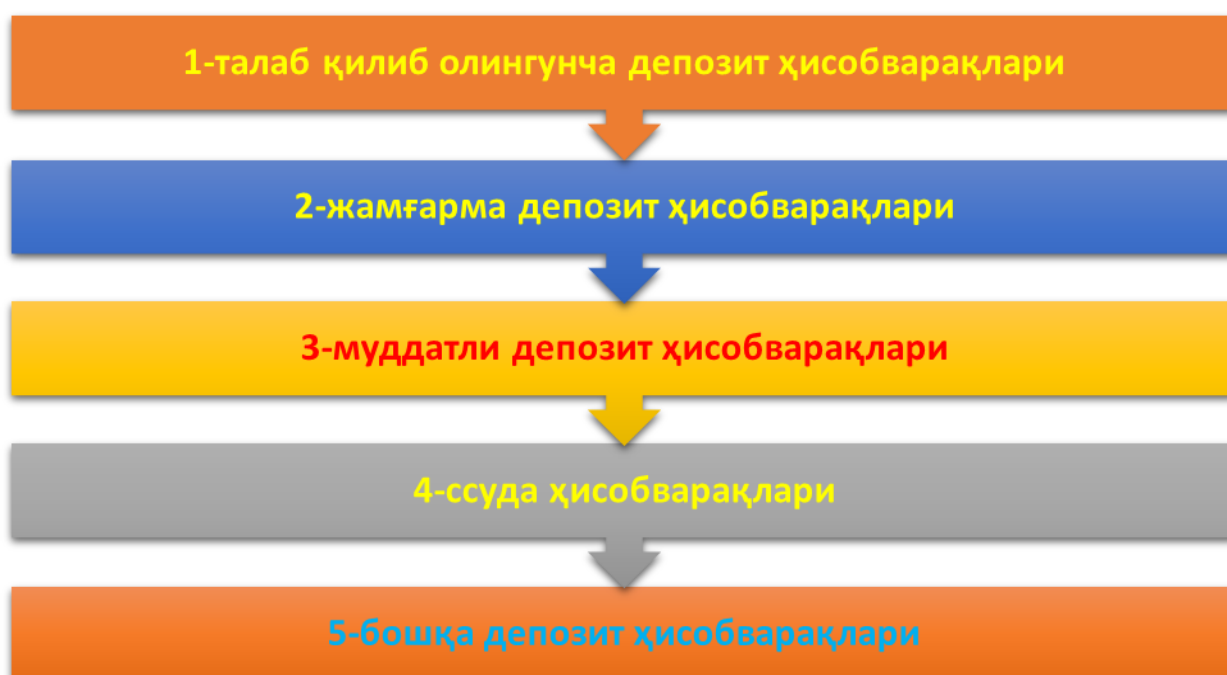 1-талаб қилиб олингунча депозит ҳисобварақлари
2-жамғарма депозит ҳисобварақлари
3-муддатли депозит ҳисобварақлари
4-ссуда ҳисобварақлари
5-бошқа депозит ҳисобварақлари